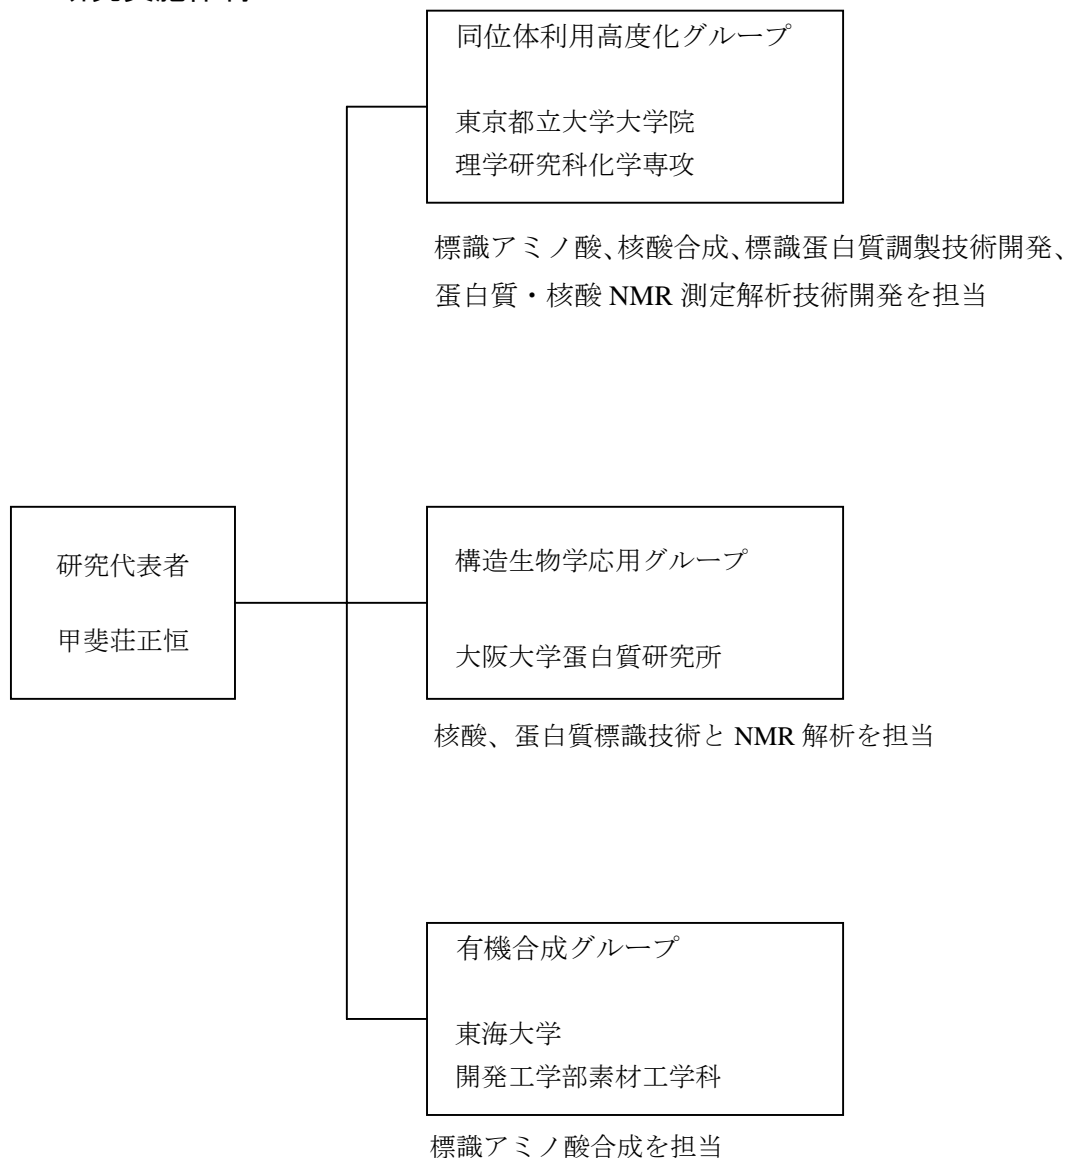 同位体利用高度化グループ
東京都立大学大学院
理学研究科化学専攻
標識アミノ酸、核酸合成、標識蛋白質調製技術開発、
蛋白質・核酸 NMR 測定解析技術開発を担当
研究代表者
甲斐荘正恒
構造生物学応用グループ
大阪大学蛋白質研究所
核酸、蛋白質標識技術と NMR 解析を担当
有機合成グループ
東海大学
開発工学部素材工学科
標識アミノ酸合成を担当